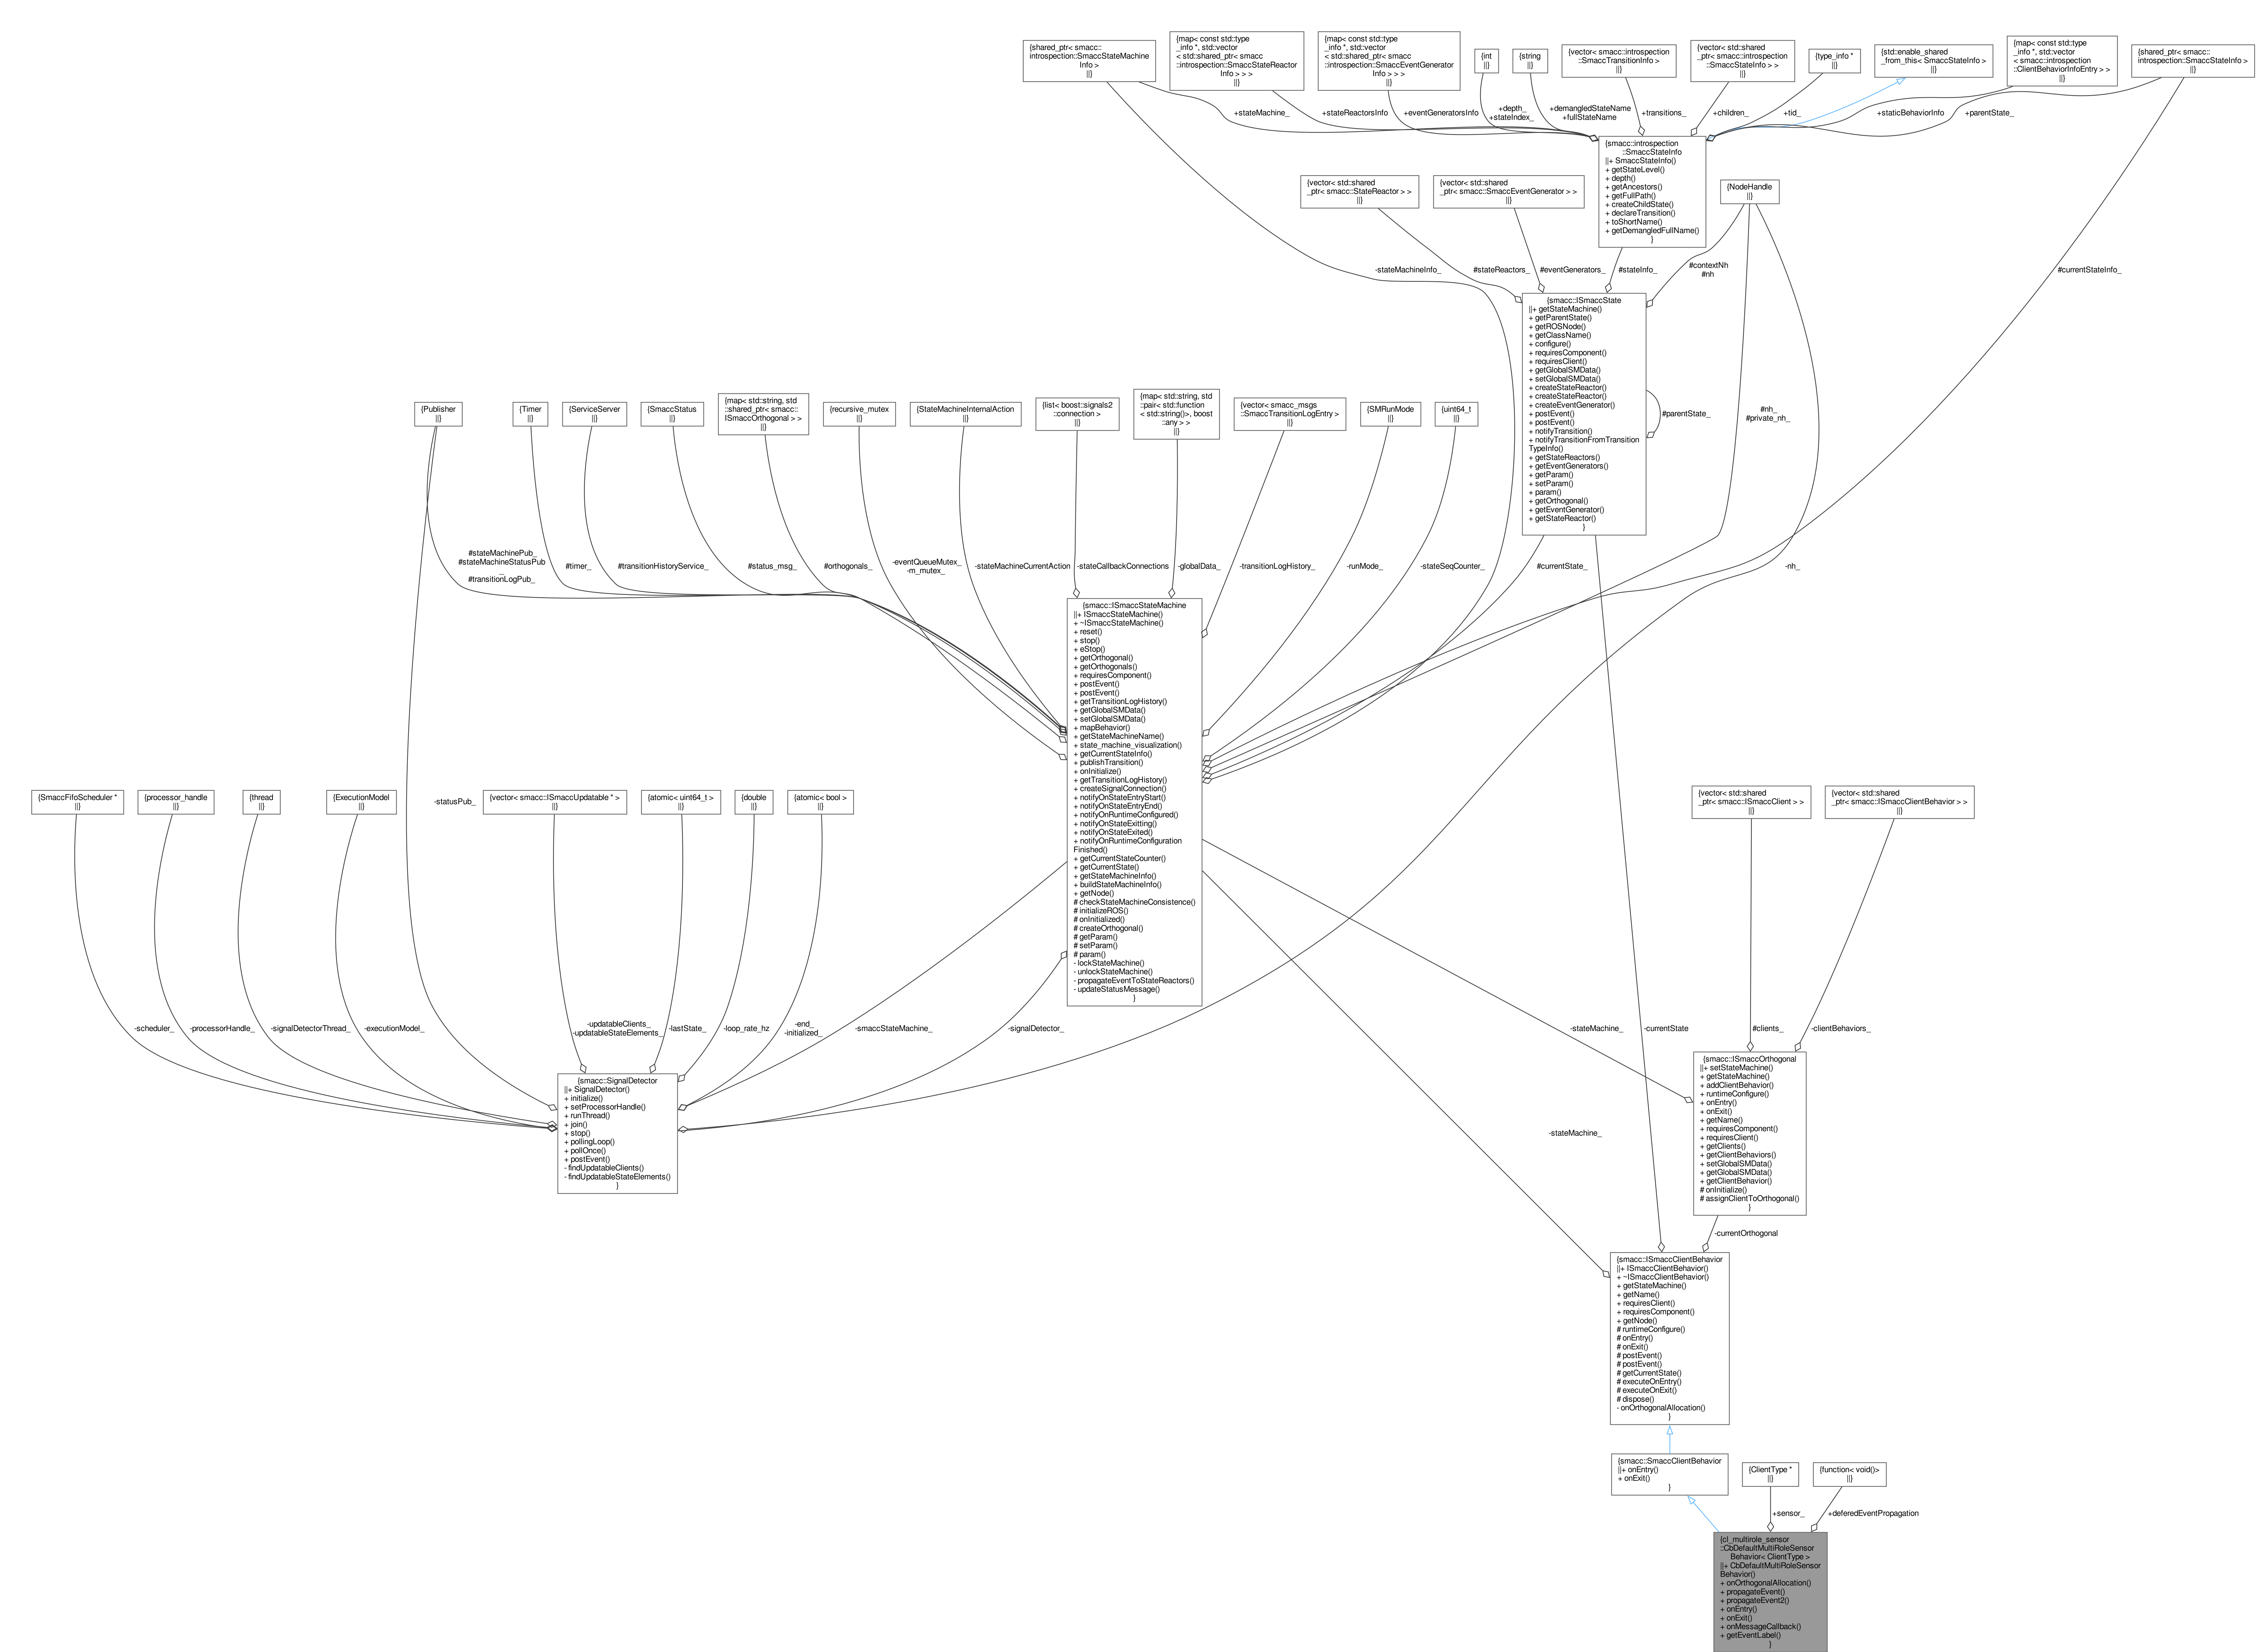 {shared_ptr< smacc::
introspection::SmaccStateMachine
Info >
||}
{map< const std::type
_info *, std::vector
< std::shared_ptr< smacc
::introspection::SmaccStateReactor
Info > > >
||}
{map< const std::type
_info *, std::vector
< std::shared_ptr< smacc
::introspection::SmaccEventGenerator
Info > > >
||}
{int
||}
{string
||}
{vector< smacc::introspection
::SmaccTransitionInfo >
||}
{vector< std::shared
_ptr< smacc::introspection
::SmaccStateInfo > >
||}
{type_info *
||}
{std::enable_shared
_from_this< SmaccStateInfo >
||}
{map< const std::type
_info *, std::vector
< smacc::introspection
::ClientBehaviorInfoEntry > >
||}
{shared_ptr< smacc::
introspection::SmaccStateInfo >
||}
+stateMachine_
+stateReactorsInfo
+eventGeneratorsInfo
+depth_
+stateIndex_
+demangledStateName
+fullStateName
+transitions_
+children_
+tid_
+staticBehaviorInfo
+parentState_
{smacc::introspection
::SmaccStateInfo
||+ SmaccStateInfo()
+ getStateLevel()
+ depth()
+ getAncestors()
+ getFullPath()
+ createChildState()
+ declareTransition()
+ toShortName()
+ getDemangledFullName()
}
{vector< std::shared
_ptr< smacc::StateReactor > >
||}
{vector< std::shared
_ptr< smacc::SmaccEventGenerator > >
||}
{NodeHandle
||}
-stateMachineInfo_
#stateReactors_
#eventGenerators_
#stateInfo_
#contextNh
#nh
#currentStateInfo_
{smacc::ISmaccState
||+ getStateMachine()
+ getParentState()
+ getROSNode()
+ getClassName()
+ configure()
+ requiresComponent()
+ requiresClient()
+ getGlobalSMData()
+ setGlobalSMData()
+ createStateReactor()
+ createStateReactor()
+ createEventGenerator()
+ postEvent()
+ postEvent()
+ notifyTransition()
+ notifyTransitionFromTransition
TypeInfo()
+ getStateReactors()
+ getEventGenerators()
+ getParam()
+ setParam()
+ param()
+ getOrthogonal()
+ getEventGenerator()
+ getStateReactor()
}
#parentState_
#nh_
#private_nh_
{Publisher
||}
{Timer
||}
{ServiceServer
||}
{SmaccStatus
||}
{map< std::string, std
::shared_ptr< smacc::
ISmaccOrthogonal > >
||}
{recursive_mutex
||}
{StateMachineInternalAction
||}
{list< boost::signals2
::connection >
||}
{map< std::string, std
::pair< std::function
< std::string()>, boost
::any > >
||}
{vector< smacc_msgs
::SmaccTransitionLogEntry >
||}
{SMRunMode
||}
{uint64_t
||}
#stateMachinePub_
#stateMachineStatusPub
_
#transitionLogPub_
#timer_
#transitionHistoryService_
#status_msg_
#orthogonals_
-eventQueueMutex_
-m_mutex_
-stateMachineCurrentAction
-stateCallbackConnections
-globalData_
-transitionLogHistory_
-runMode_
-stateSeqCounter_
#currentState_
-nh_
{smacc::ISmaccStateMachine
||+ ISmaccStateMachine()
+ ~ISmaccStateMachine()
+ reset()
+ stop()
+ eStop()
+ getOrthogonal()
+ getOrthogonals()
+ requiresComponent()
+ postEvent()
+ postEvent()
+ getTransitionLogHistory()
+ getGlobalSMData()
+ setGlobalSMData()
+ mapBehavior()
+ getStateMachineName()
+ state_machine_visualization()
+ getCurrentStateInfo()
+ publishTransition()
+ onInitialize()
+ getTransitionLogHistory()
+ createSignalConnection()
+ notifyOnStateEntryStart()
+ notifyOnStateEntryEnd()
+ notifyOnRuntimeConfigured()
+ notifyOnStateExitting()
+ notifyOnStateExited()
+ notifyOnRuntimeConfiguration
Finished()
+ getCurrentStateCounter()
+ getCurrentState()
+ getStateMachineInfo()
+ buildStateMachineInfo()
+ getNode()
# checkStateMachineConsistence()
# initializeROS()
# onInitialized()
# createOrthogonal()
# getParam()
# setParam()
# param()
- lockStateMachine()
- unlockStateMachine()
- propagateEventToStateReactors()
- updateStatusMessage()
}
{SmaccFifoScheduler *
||}
{processor_handle
||}
{thread
||}
{ExecutionModel
||}
-statusPub_
{vector< smacc::ISmaccUpdatable * >
||}
{atomic< uint64_t >
||}
{double
||}
{atomic< bool >
||}
{vector< std::shared
_ptr< smacc::ISmaccClient > >
||}
{vector< std::shared
_ptr< smacc::ISmaccClientBehavior > >
||}
-scheduler_
-processorHandle_
-signalDetectorThread_
-executionModel_
-updatableClients_
-updatableStateElements_
-lastState_
-loop_rate_hz
-end_
-initialized_
-smaccStateMachine_
-signalDetector_
-stateMachine_
-currentState
#clients_
-clientBehaviors_
{smacc::SignalDetector
||+ SignalDetector()
+ initialize()
+ setProcessorHandle()
+ runThread()
+ join()
+ stop()
+ pollingLoop()
+ pollOnce()
+ postEvent()
- findUpdatableClients()
- findUpdatableStateElements()
}
{smacc::ISmaccOrthogonal
||+ setStateMachine()
+ getStateMachine()
+ addClientBehavior()
+ runtimeConfigure()
+ onEntry()
+ onExit()
+ getName()
+ requiresComponent()
+ requiresClient()
+ getClients()
+ getClientBehaviors()
+ setGlobalSMData()
+ getGlobalSMData()
+ getClientBehavior()
# onInitialize()
# assignClientToOrthogonal()
}
-stateMachine_
-currentOrthogonal
{smacc::ISmaccClientBehavior
||+ ISmaccClientBehavior()
+ ~ISmaccClientBehavior()
+ getStateMachine()
+ getName()
+ requiresClient()
+ requiresComponent()
+ getNode()
# runtimeConfigure()
# onEntry()
# onExit()
# postEvent()
# postEvent()
# getCurrentState()
# executeOnEntry()
# executeOnExit()
# dispose()
- onOrthogonalAllocation()
}
{smacc::SmaccClientBehavior
||+ onEntry()
+ onExit()
}
{ClientType *
||}
{function< void()>
||}
+sensor_
+deferedEventPropagation
{cl_multirole_sensor
::CbDefaultMultiRoleSensor
Behavior< ClientType >
||+ CbDefaultMultiRoleSensor
Behavior()
+ onOrthogonalAllocation()
+ propagateEvent()
+ propagateEvent2()
+ onEntry()
+ onExit()
+ onMessageCallback()
+ getEventLabel()
}